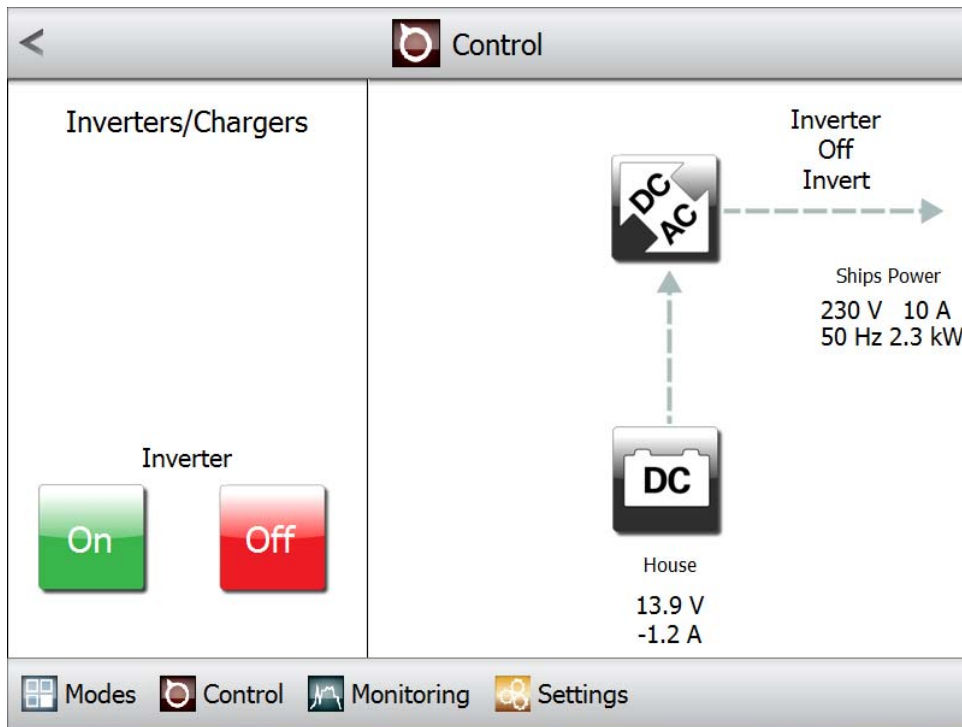 Control
Inverters/Chargers
Inverter
On
Off
Inverter
Off
Invert
DC
AC
Ships Power
230 V 10 A
50 Hz 2.3 kW
DC
House
13.9 V
-1.2 A
Modes
Control
Monitoring
Settings